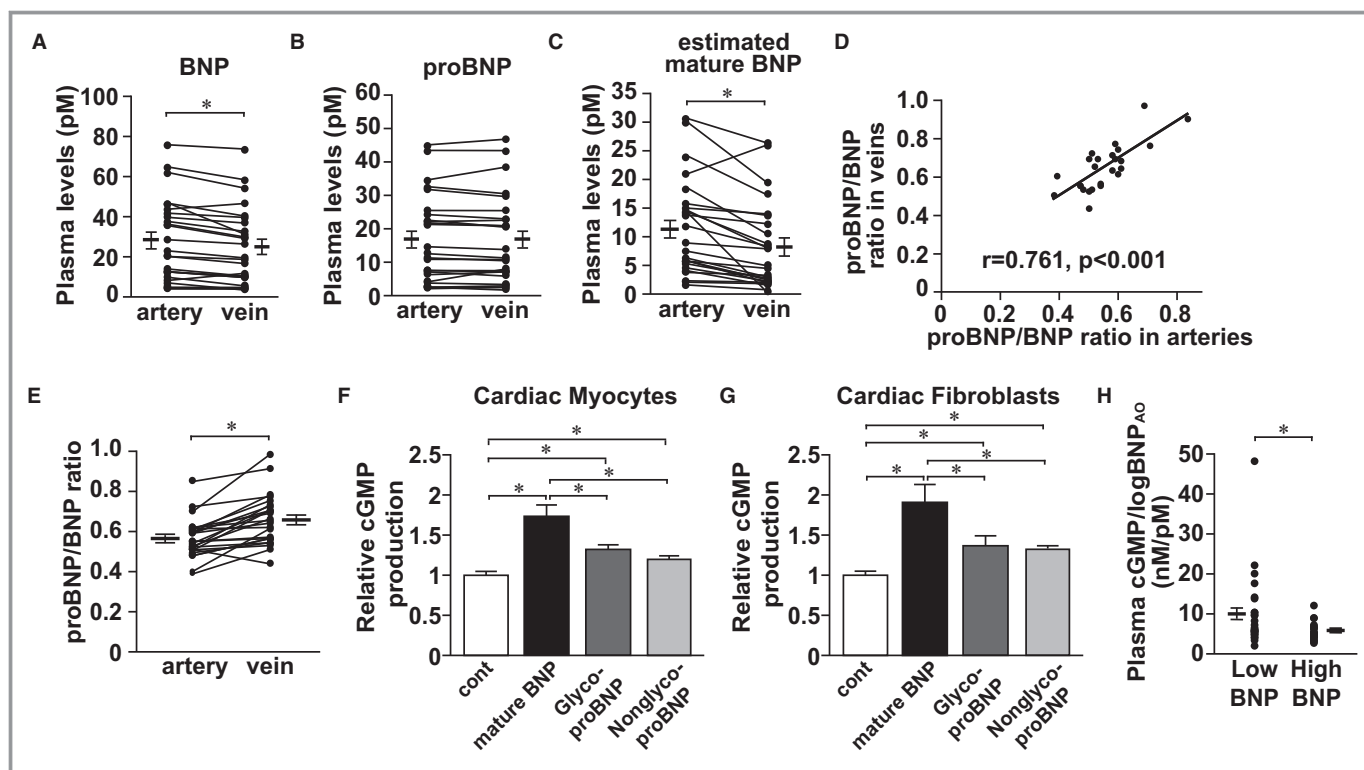 A
BNP
Plasma levels (pM)
100
80
60
40
20
0
*
artery vein
B
proBNP
Plasma levels (pM)
60
50
40
30
20
10
0
artery vein
C
estimated
mature BNP
Plasma levels (pM)
35
30
25
20
15
10
5
0
*
artery vein
D
proBNP/BNP
ratio in veins
1.0
0.8
0.6
0.4
0.2
0
r=0.761, p<0.001
0 0.2 0.4 0.6 0.8
proBNP/BNP ratio in arteries
E
proBNP/BNP ratio
1.0
0.8
0.6
0.4
0.2
0
*
artery vein
F
Cardiac Myocytes
Relative cGMP
production
2.5
2
1.5
1
0.5
0
*
*
*
*
*
cont
mature BNP
Glyco-
proBNP
Nonglyco-
proBNP
G
Cardiac Fibroblasts
Relative cGMP
production
2.5
2
1.5
1
0.5
0
*
*
*
*
*
cont
mature BNP
Glyco-
proBNP
Nonglyco-
proBNP
H
Plasma cGMP/logBNPAO
(nM/pM)
50
40
30
20
10
0
*
Low High
BNP BNP